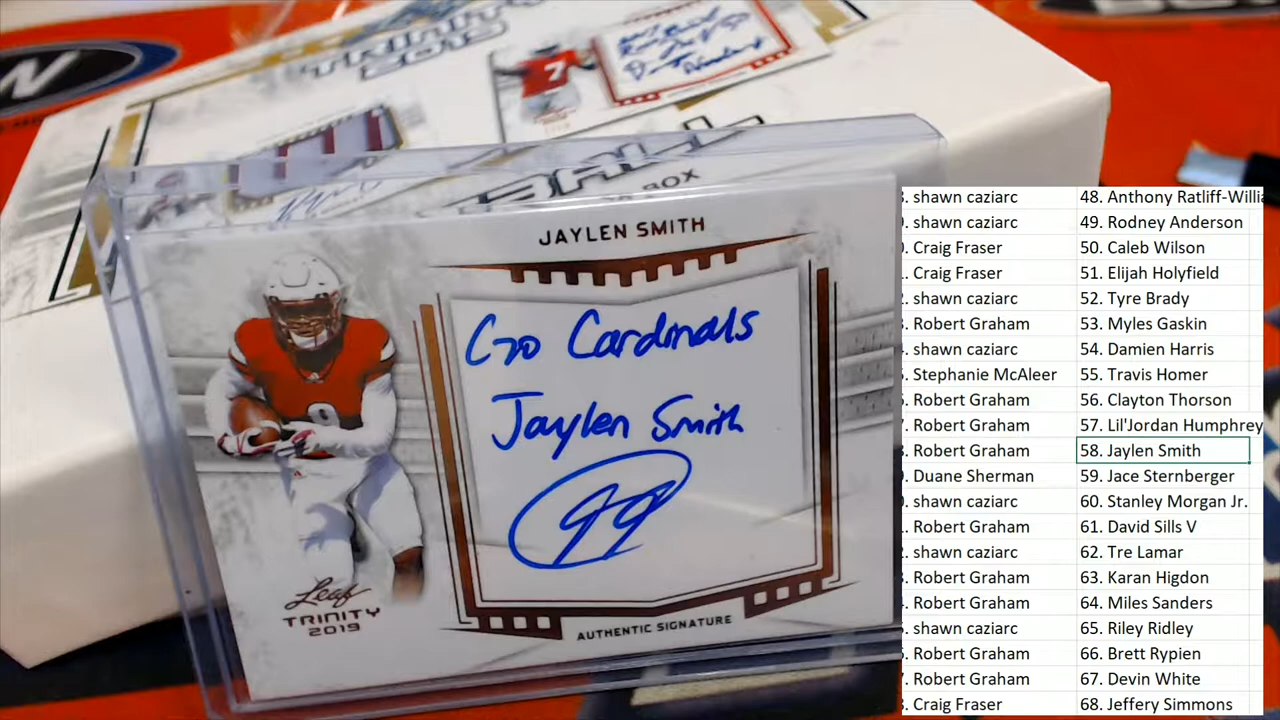 N
TRINITY
2019
7
BALL
BOX
JAYLEN SMITH
Go Cardinals
Jaylen Smith
9
Leaf
TRINITY
2019
AUTHENTIC SIGNATURE
shawn caziarc 48. Anthony Ratliff-Willia
shawn caziarc 49. Rodney Anderson
Craig Fraser 50. Caleb Wilson
Craig Fraser 51. Elijah Holyfield
shawn caziarc 52. Tyre Brady
Robert Graham 53. Myles Gaskin
shawn caziarc 54. Damien Harris
Stephanie McAleer 55. Travis Homer
Robert Graham 56. Clayton Thorson
Robert Graham 57. Lil'Jordan Humphrey
Robert Graham 58. Jaylen Smith
Duane Sherman 59. Jace Sternberger
shawn caziarc 60. Stanley Morgan Jr.
Robert Graham 61. David Sills V
shawn caziarc 62. Tre Lamar
Robert Graham 63. Karan Higdon
Robert Graham 64. Miles Sanders
shawn caziarc 65. Riley Ridley
Robert Graham 66. Brett Rypien
Robert Graham 67. Devin White
Craig Fraser 68. Jeffery Simmons